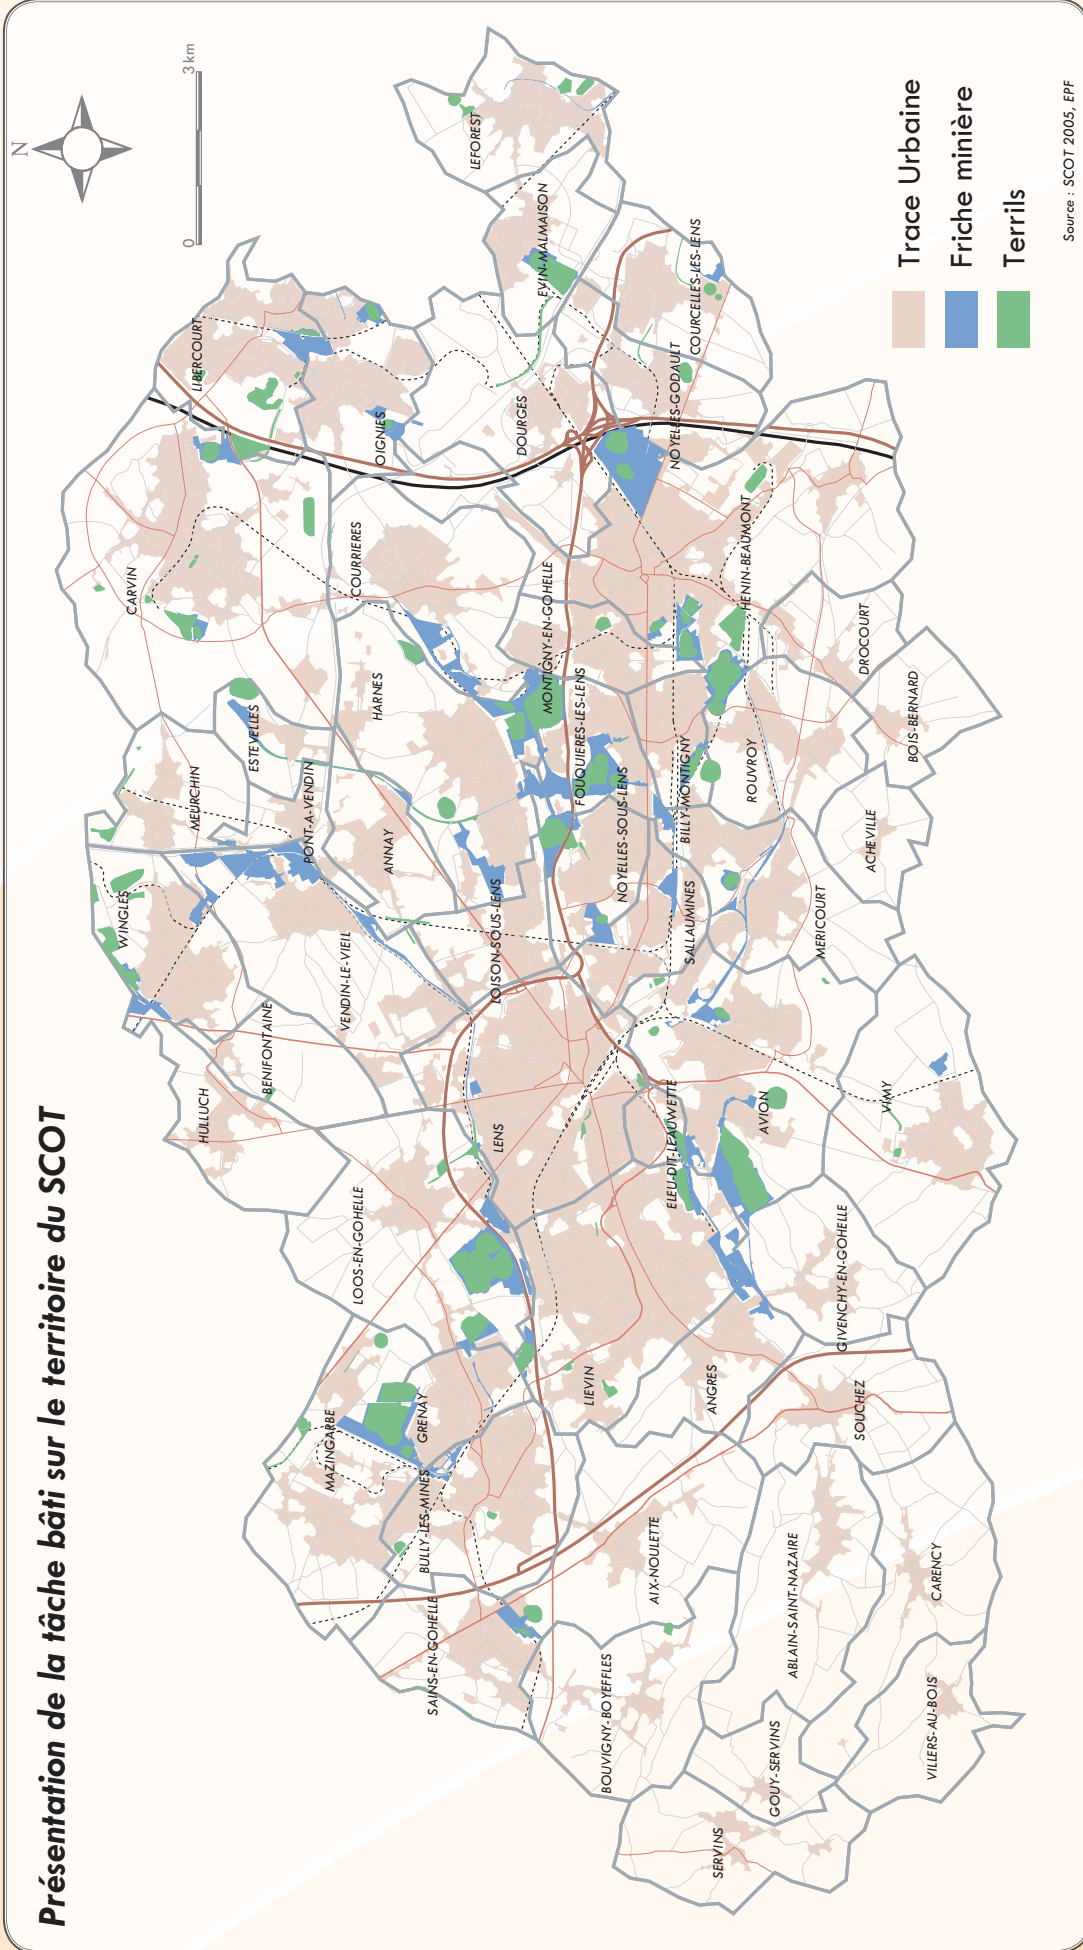 Présentation de la tâche bâti sur le territoire du SCOT
N
0
3 km
LIBERCOURT
CARVIN
LEFOREST
OIGNIES
EVIN-MALMAISON
COURRIERES
DOURGES
COURCELLES-LES-LENS
NOYELLES-GODAULT
MEURCHIN
ESTEVELLES
HARNES
MONTIGNY-EN-GOHELLE
HENIN-BEAUMONT
WINGLES
PONT-A-VENDIN
ANNAY
FOUQUIERES-LES-LENS
DROCOURT
BOIS-BERNARD
BILLY-MONTIGNY
ROUVROY
NOYELLES-SOUS-LENS
ACHEVILLE
VENDIN-LE-VIEIL
LOISON-SOUS-LENS
SALLAUMINES
MERICOURT
BENIFONTAINE
HULLUCH
LENS
ELEU-DIT-LEAUWETTE
AVION
VIMY
LOOS-EN-GOHELLE
GIVENCHY-EN-GOHELLE
MAZINGARBE
GRENAY
LIEVIN
ANGRES
SOUCHEZ
BULLY-LES-MINES
AIX-NOULETTE
ABLAIN-SAINT-NAZAIRE
CARENCY
SAINS-EN-GOHELLE
BOUVIGNY-BOYEFFLES
GOUY-SERVINS
VILLERS-AU-BOIS
SERVINS
Trace Urbaine
Friche minière
Terrils
Source : SCOT 2005, EPF